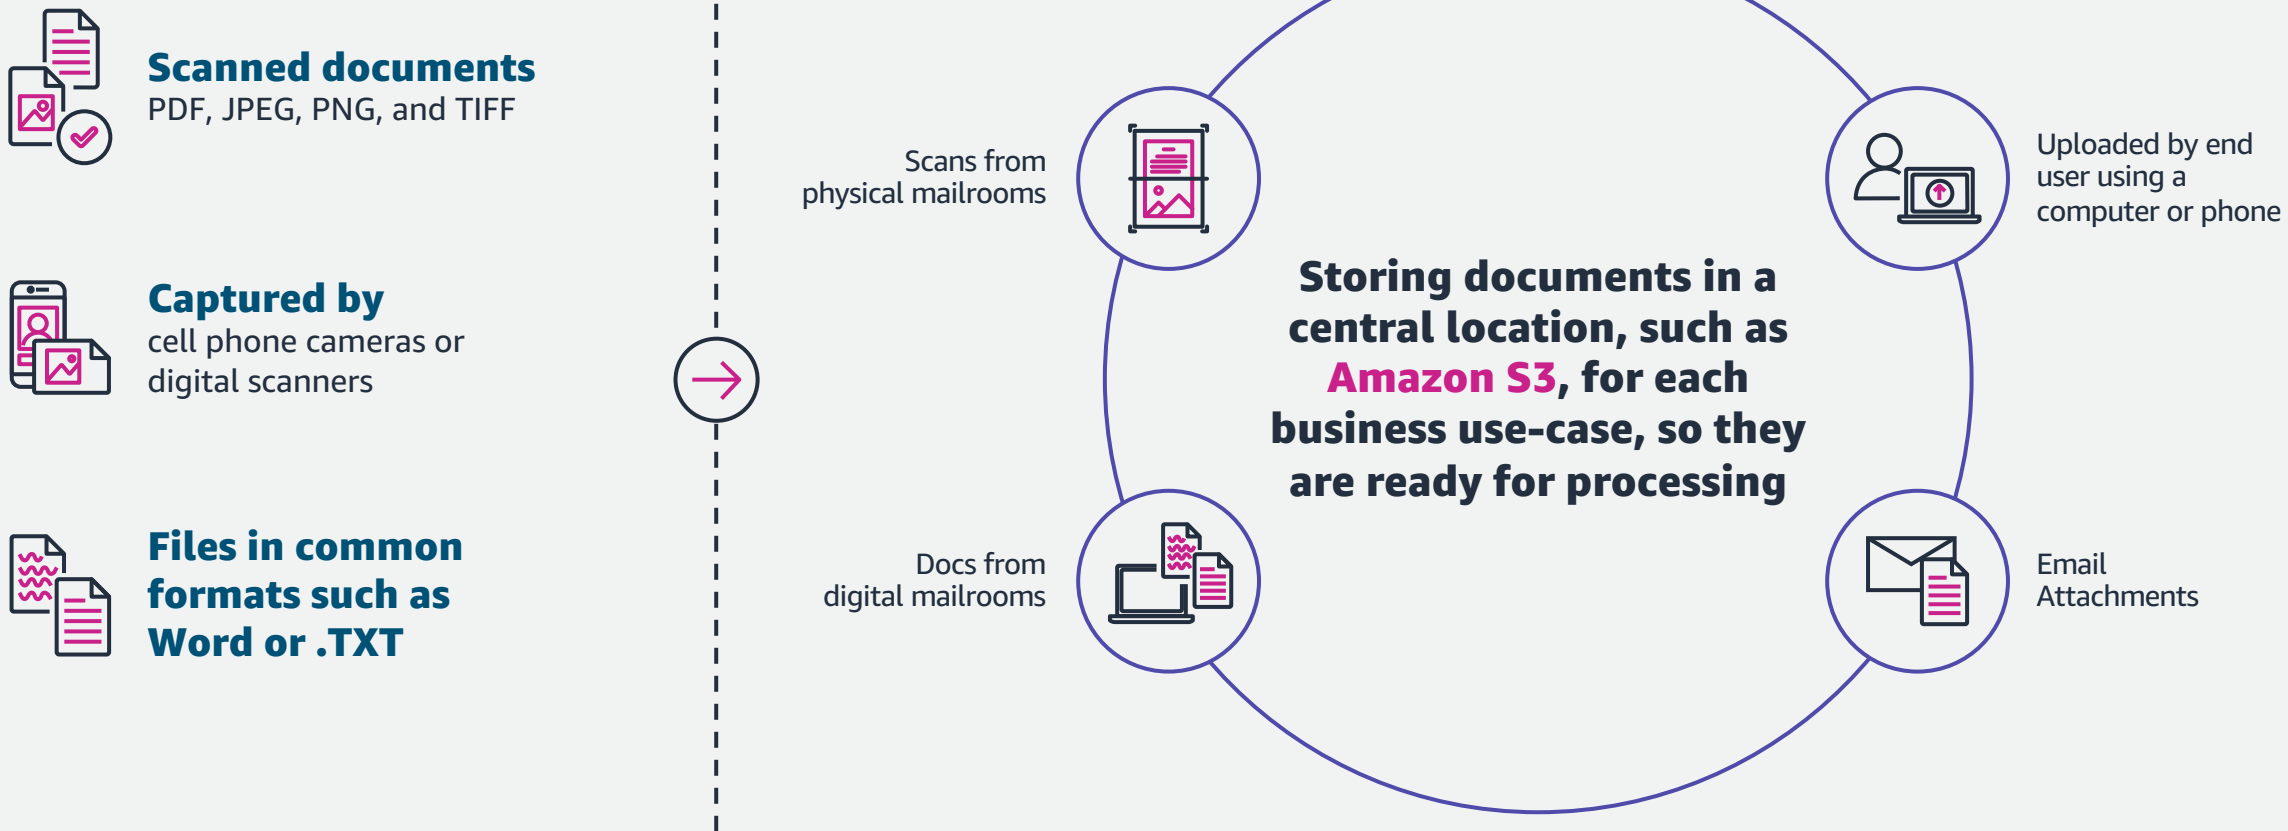 Scanned documents
PDF, JPEG, PNG, and TIFF
Captured by
cell phone cameras or
digital scanners
Files in common
formats such as
Word or .TXT
Scans from
physical mailrooms
Uploaded by end
user using a
computer or phone
Storing documents in a
central location, such as
Amazon S3, for each
business use-case, so they
are ready for processing
Docs from
digital mailrooms
Email
Attachments